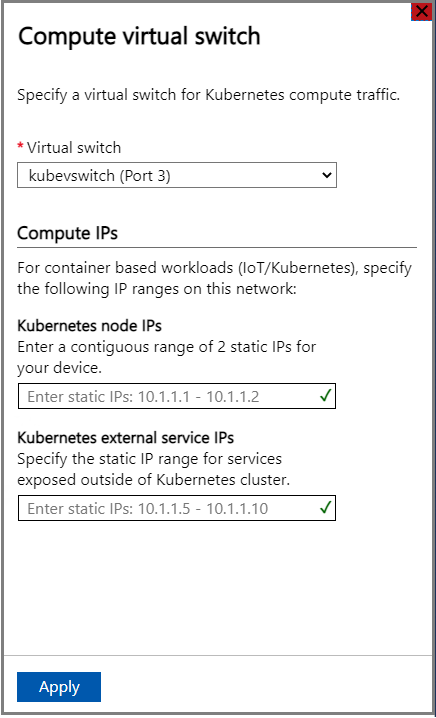 Compute virtual switch
Specify a virtual switch for Kubernetes compute traffic.
* Virtual switch
kubevswitch (Port 3)
Compute IPs
For container based workloads (IoT/Kubernetes), specify
the following IP ranges on this network:
Kubernetes node IPs
Enter a contiguous range of 2 static IPs for
your device.
Enter static IPs: 10.1.1.1 - 10.1.1.2
Kubernetes external service IPs
Specify the static IP range for services
exposed outside of Kubernetes cluster.
Enter static IPs: 10.1.1.5 - 10.1.1.10
Apply